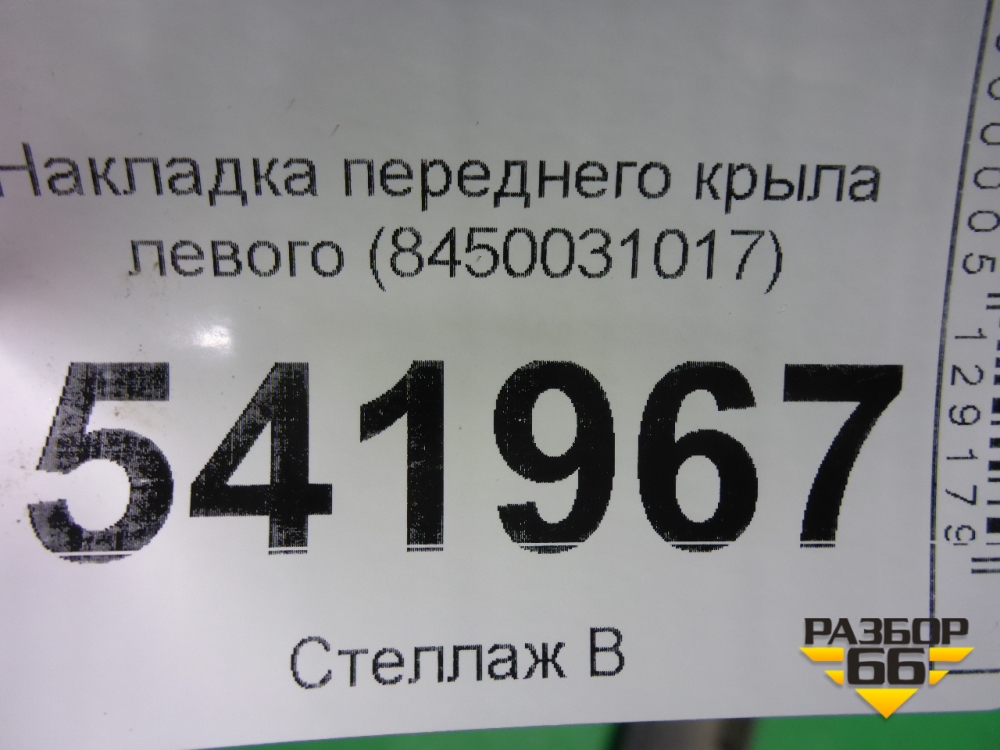 Накладка переднего крыла
левого (8450031017)
541967
Стеллаж В
РАЗБОР
66